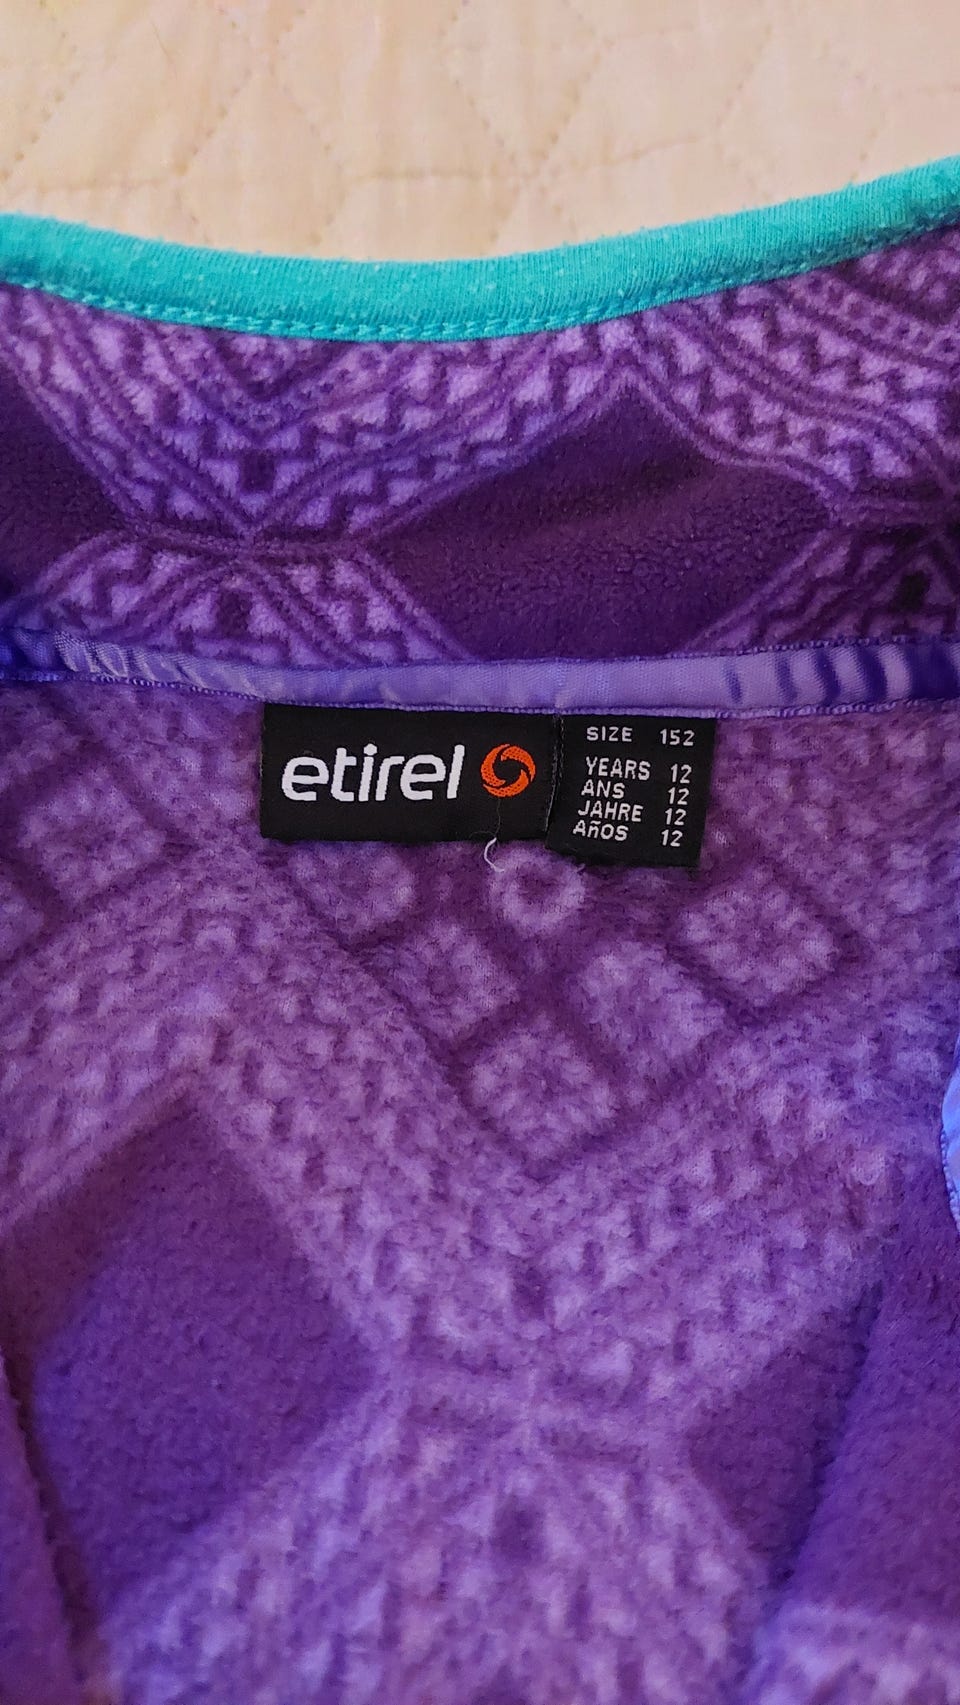 etirel
SIZE 152
YEARS 12
ANS 12
JAHRE 12
AÑOS 12